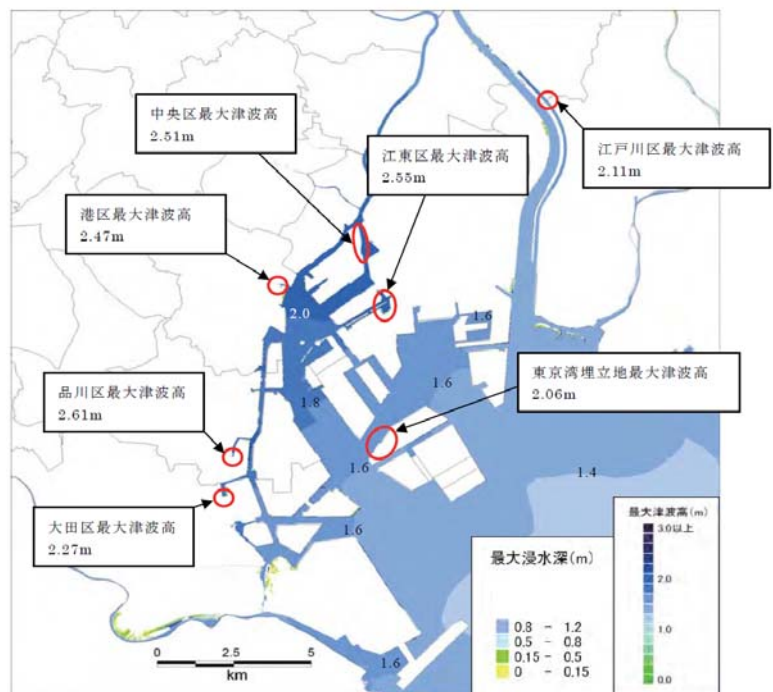 中央区最大津波高
2.51m
江東区最大津波高
2.55m
江戸川区最大津波高
2.11m
港区最大津波高
2.47m
2.0
1.6
品川区最大津波高
2.61m
1.8
1.6
東京湾埋立地最大津波高
2.06m
1.6
1.4
大田区最大津波高
2.27m
1.6
最大浸水深(m)
0.8 - 1.2
0.5 - 0.8
0.15 - 0.5
0 - 0.15
最大津波高(m)
3.0以上
2.0
1.0
0.0
0 2.5 5
km
1.6